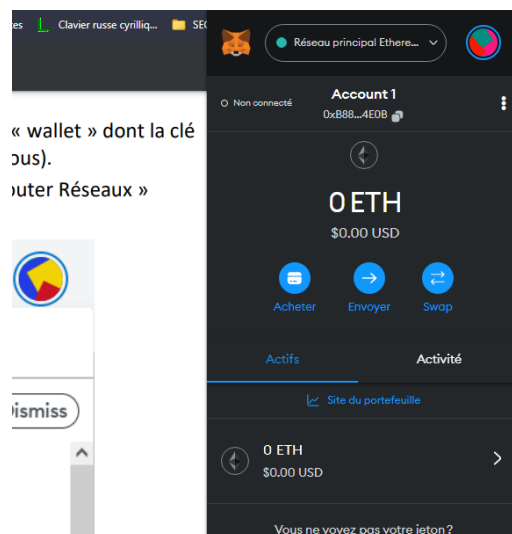 es
Clavier russe cyrilliq...
SEC
Réseau principal Ethere...
Non connecté
Account 1
0xB88...4E0B
« wallet » dont la clé
ous).
outer Réseaux »
0 ETH
$0.00 USD
Acheter
Envoyer
Swap
Actifs
Activité
Dismiss
Site du portefeuille
0 ETH
$0.00 USD
Vous ne voyez pas votre jeton ?